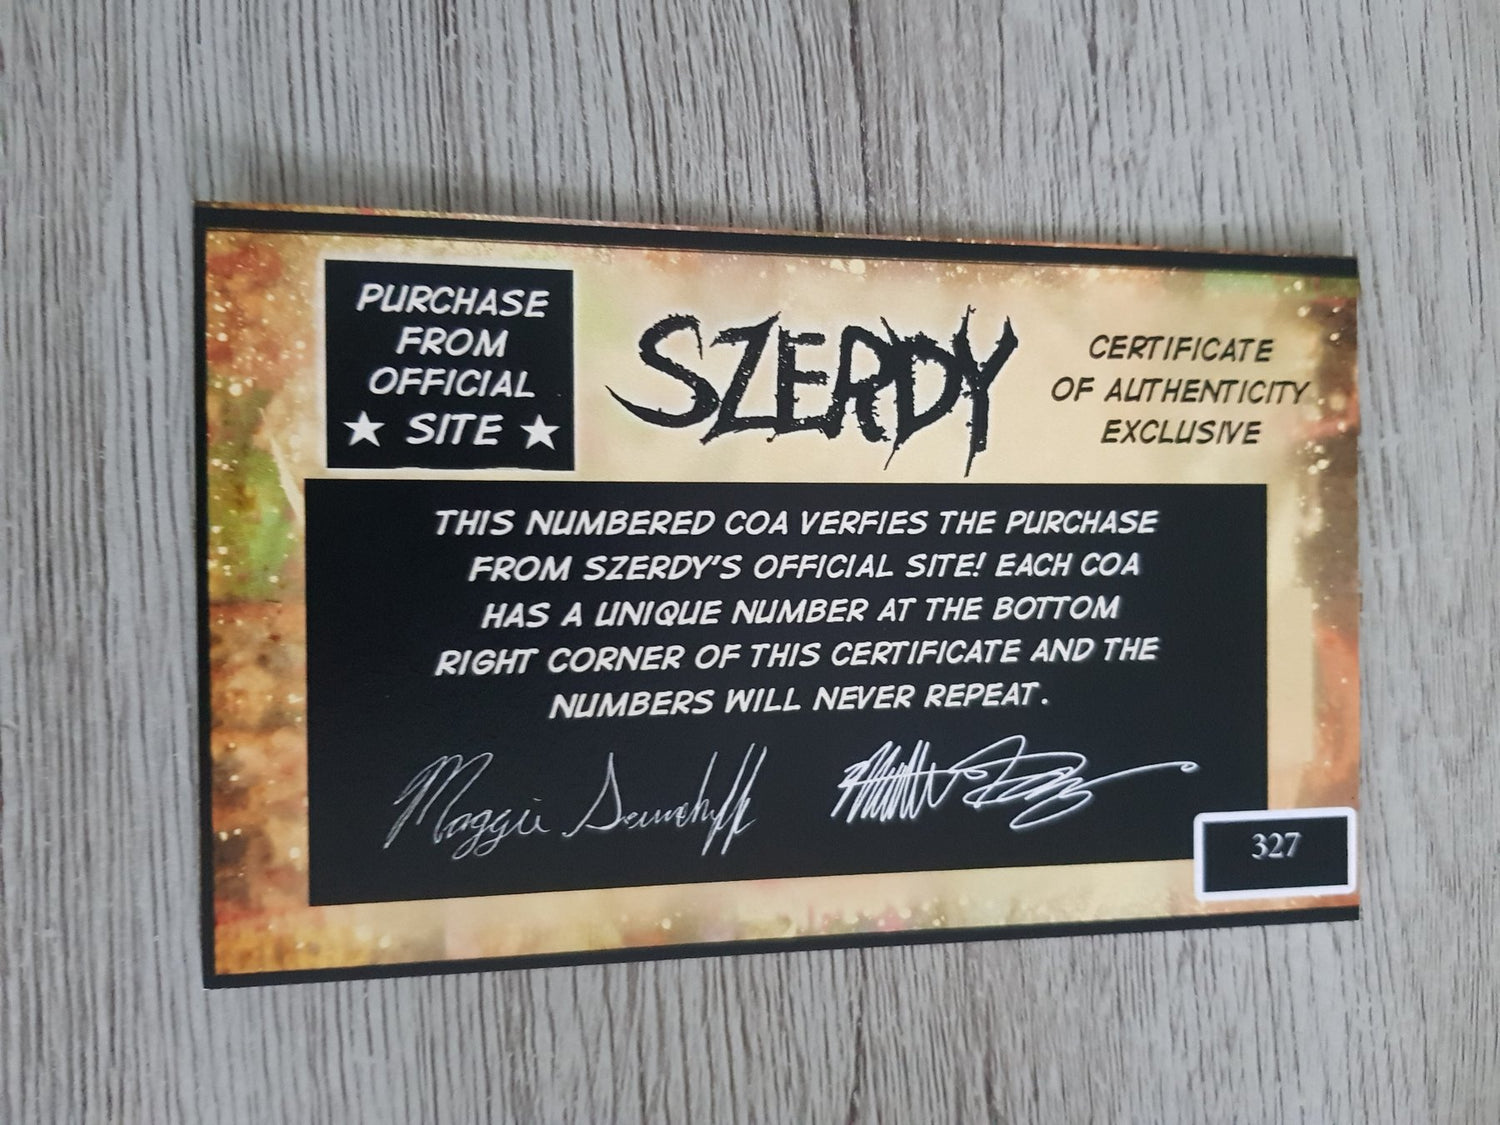 PURCHASE
FROM
OFFICIAL
★ SITE ★
SZERDY
CERTIFICATE
OF AUTHENTICITY
EXCLUSIVE
THIS NUMBERED COA VERFIES THE PURCHASE
FROM SZERDY'S OFFICIAL SITE! EACH COA
HAS A UNIQUE NUMBER AT THE BOTTOM
RIGHT CORNER OF THIS CERTIFICATE AND THE
NUMBERS WILL NEVER REPEAT.
Maggie
327